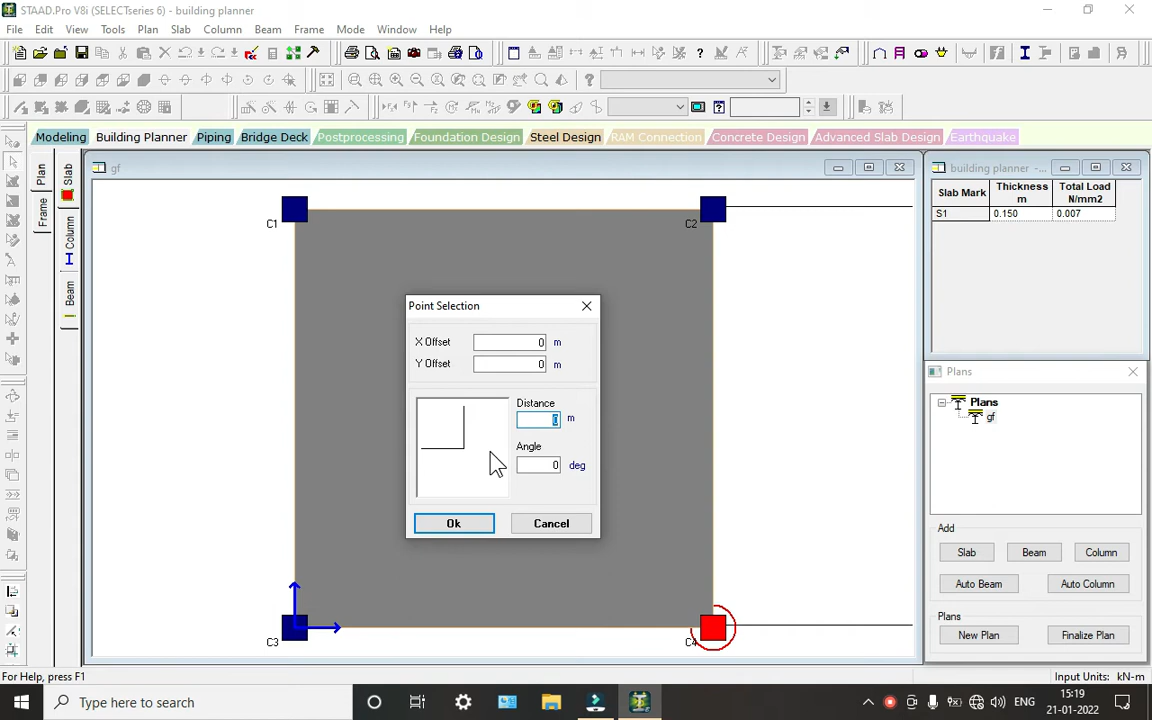 STAAD.Pro V8i (SELECTseries 6) - building planner
File Edit View Tools Plan Slab Column Beam Frame Mode Window Help
Modeling Building Planner Piping Bridge Deck Postprocessing Foundation Design Steel Design RAM Connection Concrete Design Advanced Slab Design Earthquake
Plan
Frame
Slab
Column
Beam
gf
C1
C2
C3
C4
Point Selection
X Offset 0 m
Y Offset 0 m
Distance
0 m
Angle
0 deg
Ok Cancel
building planner -...
Slab Mark Thickness m Total Load N/mm2
S1 0.150 0.007
Plans
Plans
gf
Add
Slab Beam Column
Auto Beam Auto Column
Plans
New Plan Finalize Plan
For Help, press F1
Input Units: kN-m
Type here to search
ENG
15:19
21-01-2022